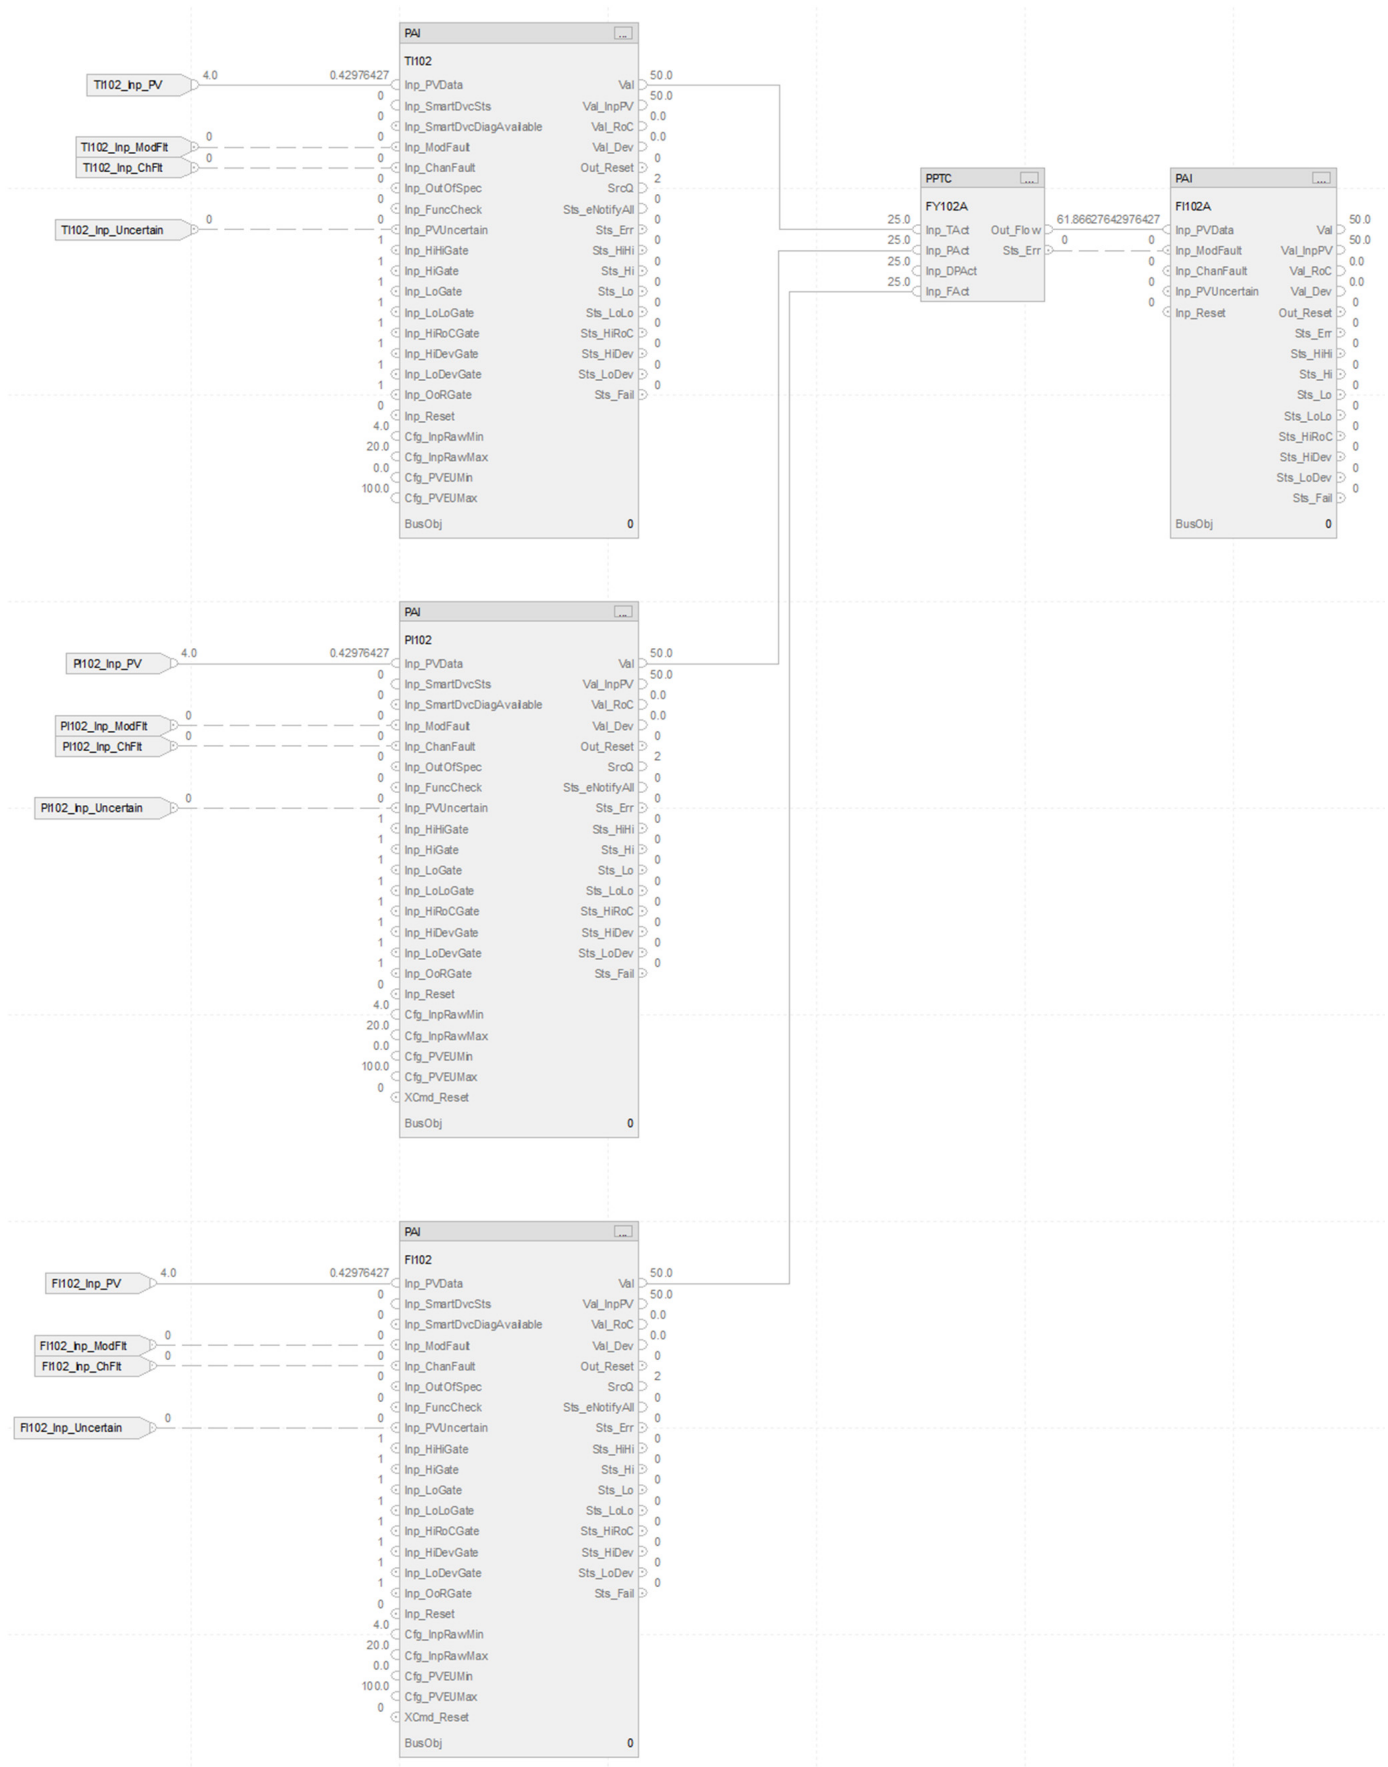 PAI ...
TI102
TI102_Inp_PV 4.0 0.42976427 Inp_PVData Val 50.0
0 Inp_SmartDvcSts Val_InpPV 50.0
0 Inp_SmartDvcDiagAvailable Val_RoC 0.0
TI102_Inp_ModFlt 0 0 Inp_ModFault Val_Dev 0.0
TI102_Inp_ChFlt 0 0 Inp_ChanFault Out_Reset 0
0 Inp_OutOfSpec SrcQ 2
0 Inp_FuncCheck Sts_eNotifyAll 0
TI102_Inp_Uncertain 0 0 Inp_PVUncertain Sts_Err 0
1 Inp_HiHiGate Sts_HiHi 0
1 Inp_HiGate Sts_Hi 0
1 Inp_LoGate Sts_Lo 0
1 Inp_LoLoGate Sts_LoLo 0
1 Inp_HiRoCGate Sts_HiRoC 0
1 Inp_HiDevGate Sts_HiDev 0
1 Inp_LoDevGate Sts_LoDev 0
1 Inp_OoRGate Sts_Fail 0
0 Inp_Reset
4.0 Cfg_InpRawMin
20.0 Cfg_InpRawMax
0.0 Cfg_PVEUMin
100.0 Cfg_PVEUMax
BusObj 0
PPTC ...
FY102A
25.0 Inp_TAct Out_Flow 61.86627642976427
25.0 Inp_PAct Sts_Err 0
25.0 Inp_DPAct
25.0 Inp_FAct
PAI ...
FI102A
Inp_PVData Val 50.0
0 Inp_ModFault Val_InpPV 50.0
0 Inp_ChanFault Val_RoC 0.0
0 Inp_PVUncertain Val_Dev 0.0
0 Inp_Reset Out_Reset 0
Sts_Err 0
Sts_HiHi 0
Sts_Hi 0
Sts_Lo 0
Sts_LoLo 0
Sts_HiRoC 0
Sts_HiDev 0
Sts_LoDev 0
Sts_Fail 0
BusObj 0
PAI ...
PI102
PI102_Inp_PV 4.0 0.42976427 Inp_PVData Val 50.0
0 Inp_SmartDvcSts Val_InpPV 50.0
0 Inp_SmartDvcDiagAvailable Val_RoC 0.0
PI102_Inp_ModFlt 0 0 Inp_ModFault Val_Dev 0.0
PI102_Inp_ChFlt 0 0 Inp_ChanFault Out_Reset 0
0 Inp_OutOfSpec SrcQ 2
0 Inp_FuncCheck Sts_eNotifyAll 0
PI102_Inp_Uncertain 0 0 Inp_PVUncertain Sts_Err 0
1 Inp_HiHiGate Sts_HiHi 0
1 Inp_HiGate Sts_Hi 0
1 Inp_LoGate Sts_Lo 0
1 Inp_LoLoGate Sts_LoLo 0
1 Inp_HiRoCGate Sts_HiRoC 0
1 Inp_HiDevGate Sts_HiDev 0
1 Inp_LoDevGate Sts_LoDev 0
1 Inp_OoRGate Sts_Fail 0
0 Inp_Reset
4.0 Cfg_InpRawMin
20.0 Cfg_InpRawMax
0.0 Cfg_PVEUMin
100.0 Cfg_PVEUMax
0 XCmd_Reset
BusObj 0
PAI ...
FI102
FI102_Inp_PV 4.0 0.42976427 Inp_PVData Val 50.0
0 Inp_SmartDvcSts Val_InpPV 50.0
0 Inp_SmartDvcDiagAvailable Val_RoC 0.0
FI102_Inp_ModFlt 0 0 Inp_ModFault Val_Dev 0.0
FI102_Inp_ChFlt 0 0 Inp_ChanFault Out_Reset 0
0 Inp_OutOfSpec SrcQ 2
0 Inp_FuncCheck Sts_eNotifyAll 0
FI102_Inp_Uncertain 0 0 Inp_PVUncertain Sts_Err 0
1 Inp_HiHiGate Sts_HiHi 0
1 Inp_HiGate Sts_Hi 0
1 Inp_LoGate Sts_Lo 0
1 Inp_LoLoGate Sts_LoLo 0
1 Inp_HiRoCGate Sts_HiRoC 0
1 Inp_HiDevGate Sts_HiDev 0
1 Inp_LoDevGate Sts_LoDev 0
1 Inp_OoRGate Sts_Fail 0
0 Inp_Reset
4.0 Cfg_InpRawMin
20.0 Cfg_InpRawMax
0.0 Cfg_PVEUMin
100.0 Cfg_PVEUMax
0 XCmd_Reset
BusObj 0